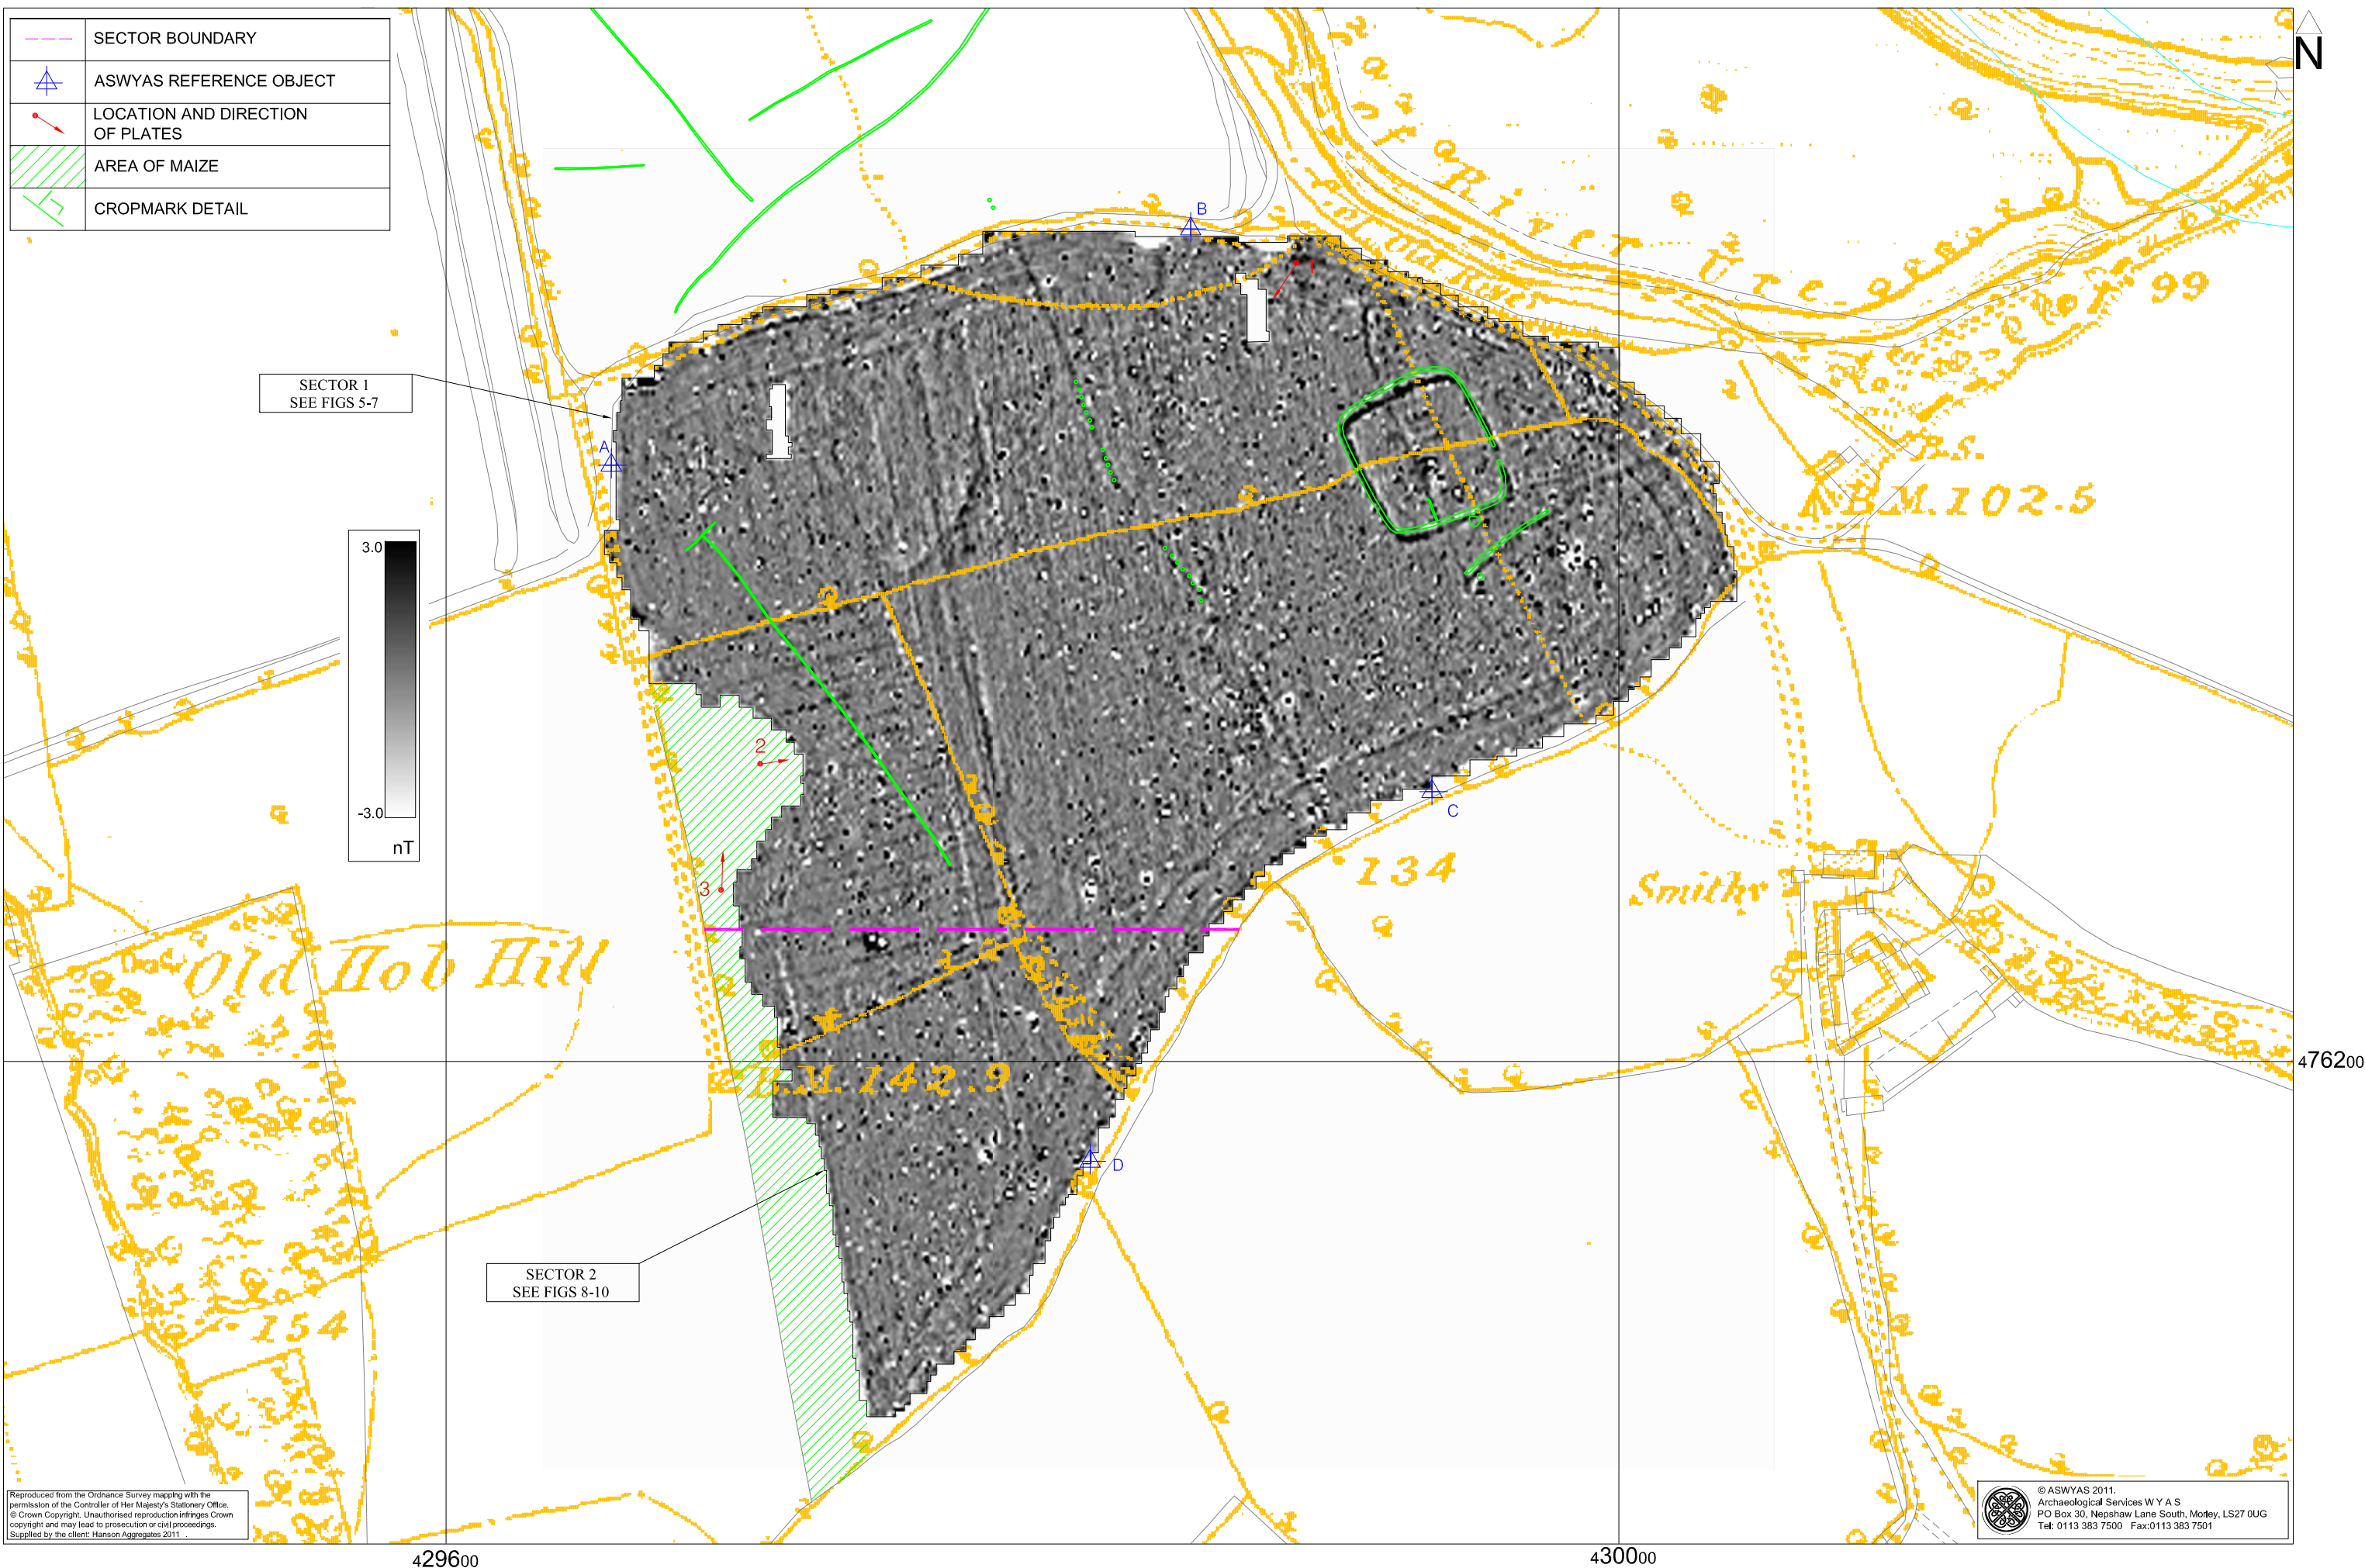 SECTOR BOUNDARY
ASWYAS REFERENCE OBJECT
LOCATION AND DIRECTION
OF PLATES
AREA OF MAIZE
CROPMARK DETAIL
N
B
1
99
SECTOR 1
SEE FIGS 5-7
A
B.M. 102.5
3.0
-3.0
nT
2
C
134
Smithy
3
Old Hob Hill
B.M. 142.9
476200
D
SECTOR 2
SEE FIGS 8-10
154
Reproduced from the Ordnance Survey mapping with the
permission of the Controller of Her Majesty's Stationery Office.
© Crown Copyright. Unauthorised reproduction infringes Crown
copyright and may lead to prosecution or civil proceedings.
Supplied by the client: Hanson Aggregates 2011 .
© ASWYAS 2011.
Archaeological Services W Y A S
PO Box 30, Nepshaw Lane South, Morley, LS27 0UG
Tel: 0113 383 7500 Fax:0113 383 7501
429600
430000